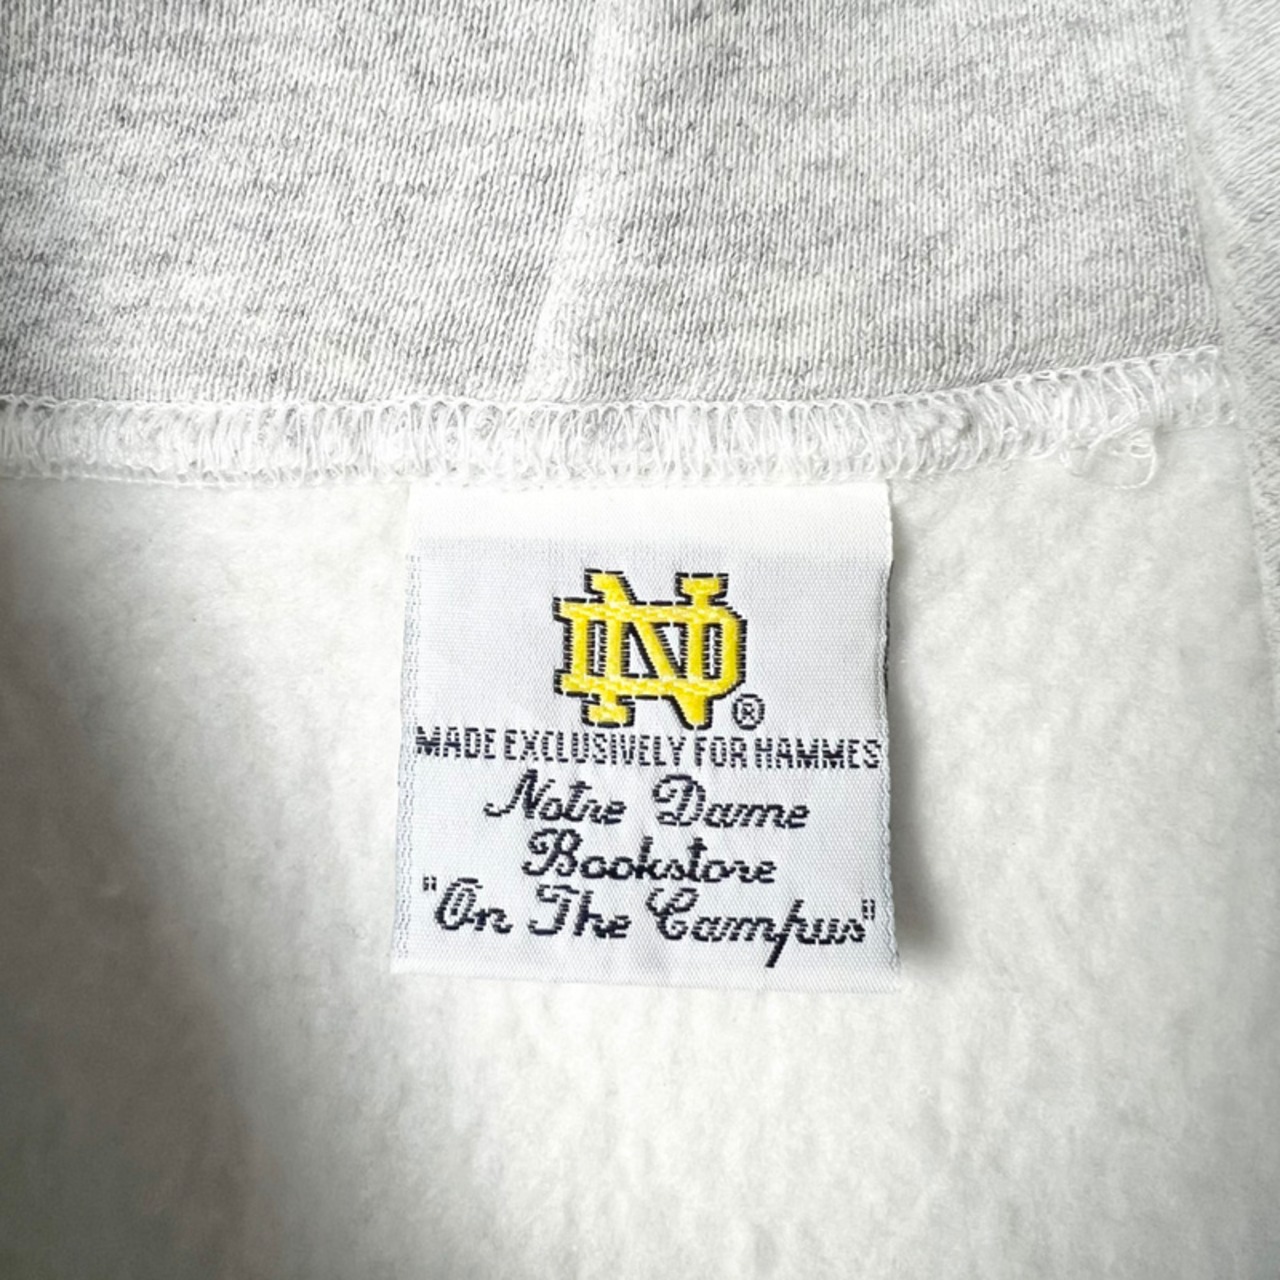 ND®
MADE EXCLUSIVELY FOR HAMMES
Notre Dame
Bookstore
"On The Campus"